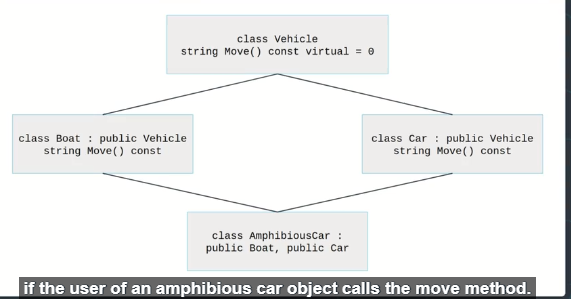 class Vehicle
string Move() const virtual = 0
class Boat : public Vehicle
string Move() const
class Car : public Vehicle
string Move() const
class AmphibiousCar :
public Boat, public Car
if the user of an amphibious car object calls the move method.